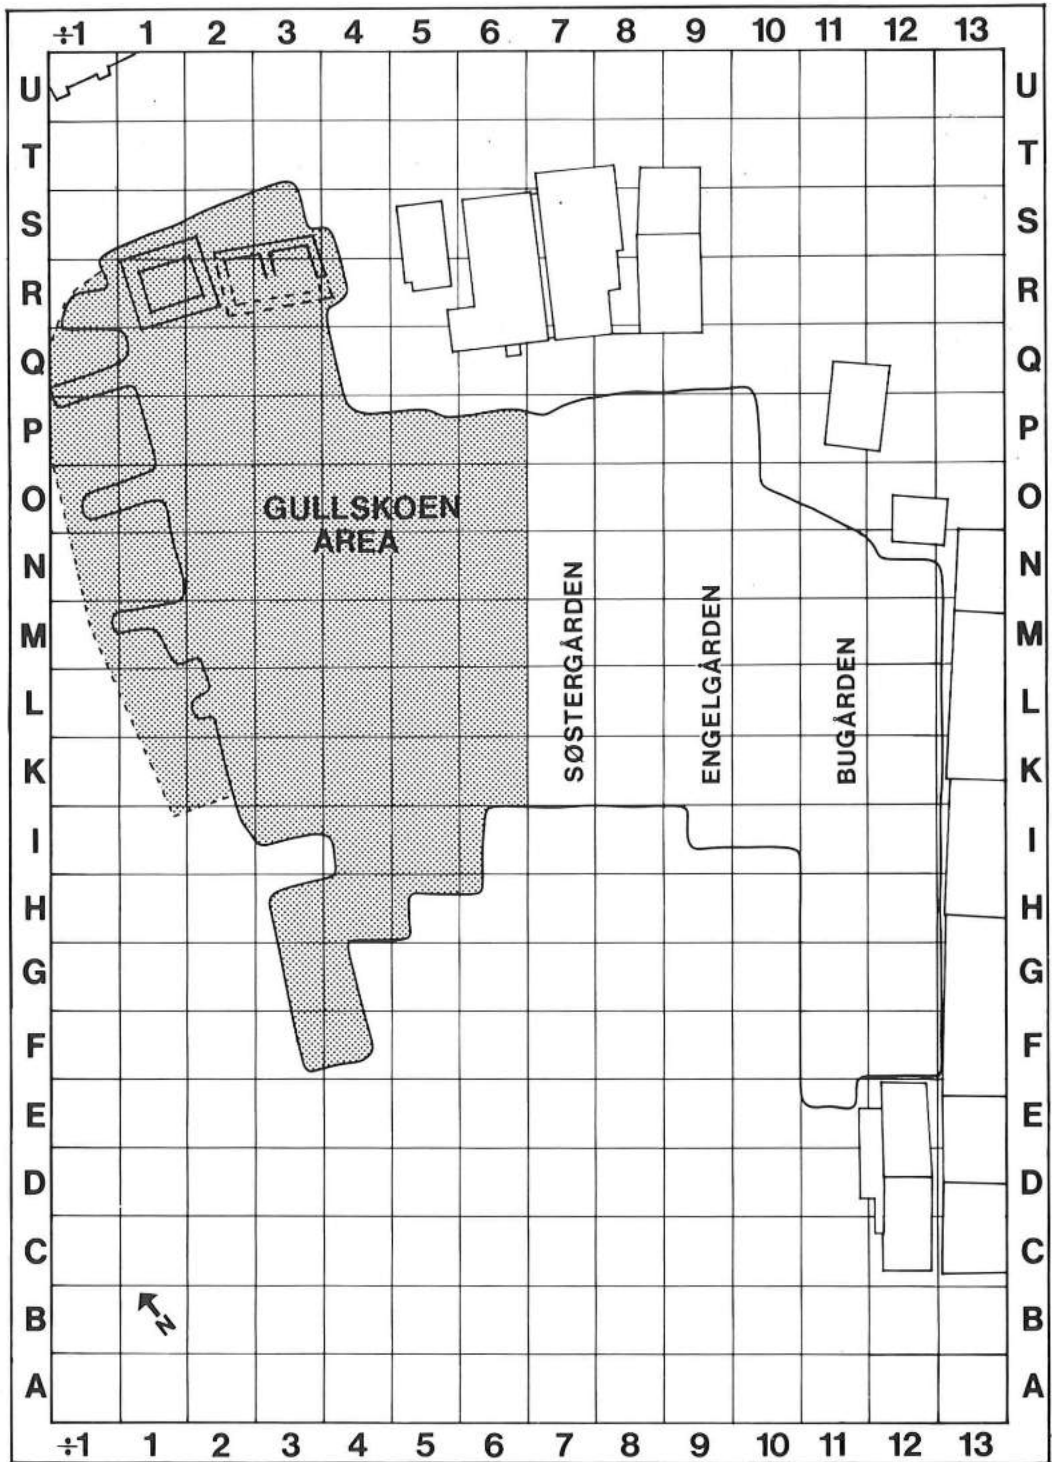 ÷1 1 2 3 4 5 6 7 8 9 10 11 12 13
U U
T T
S S
R R
Q Q
P P
O O
GULLSKOEN
AREA
N N
M M
L L
K K
SØSTERGÅRDEN
ENGELGÅRDEN
BUGÅRDEN
I I
H H
G G
F F
E E
D D
C C
B B
N
A A
÷1 1 2 3 4 5 6 7 8 9 10 11 12 13